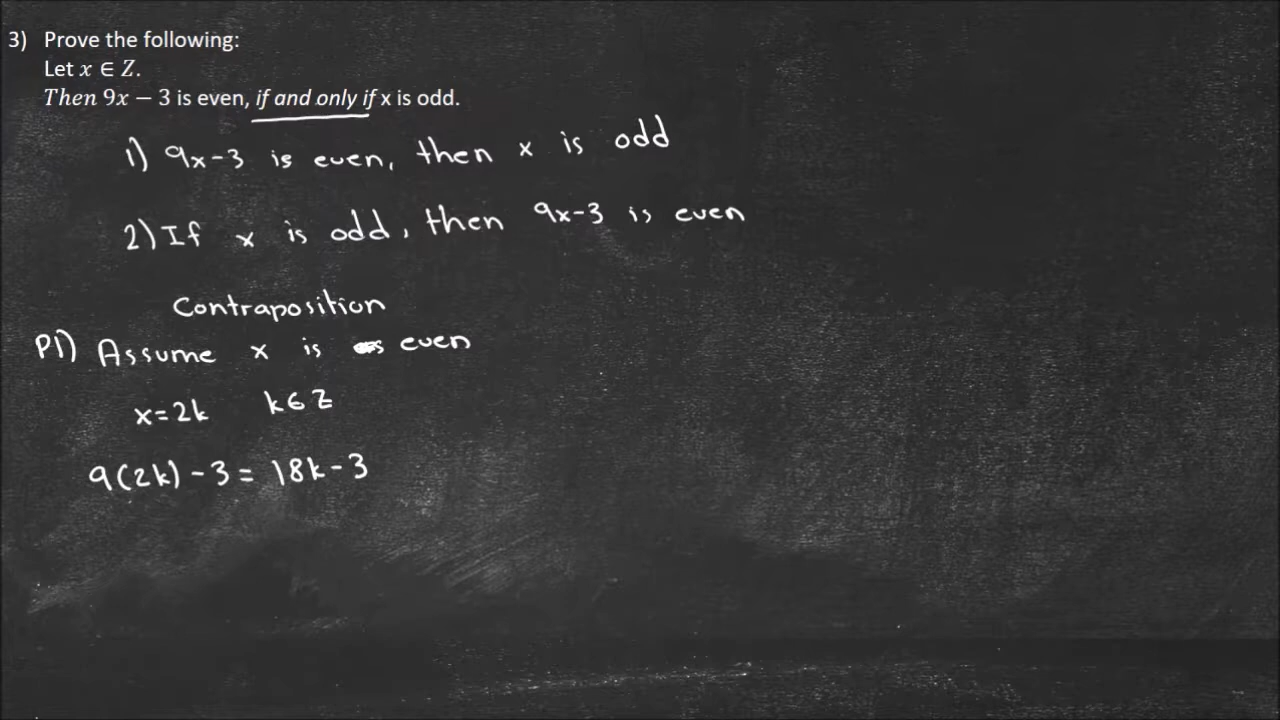 3) Prove the following:
Let x ∈ Z.
Then 9x − 3 is even, if and only if x is odd.
1) 9x-3 is even, then x is odd
2) If x is odd, then 9x-3 is even
Contraposition
P1) Assume x is even
x=2k k∈Z
9(2k)-3= 18k-3